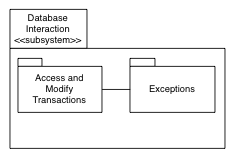 Database
Interaction
<<subsystem>>
Access and
Modify
Transactions
Exceptions